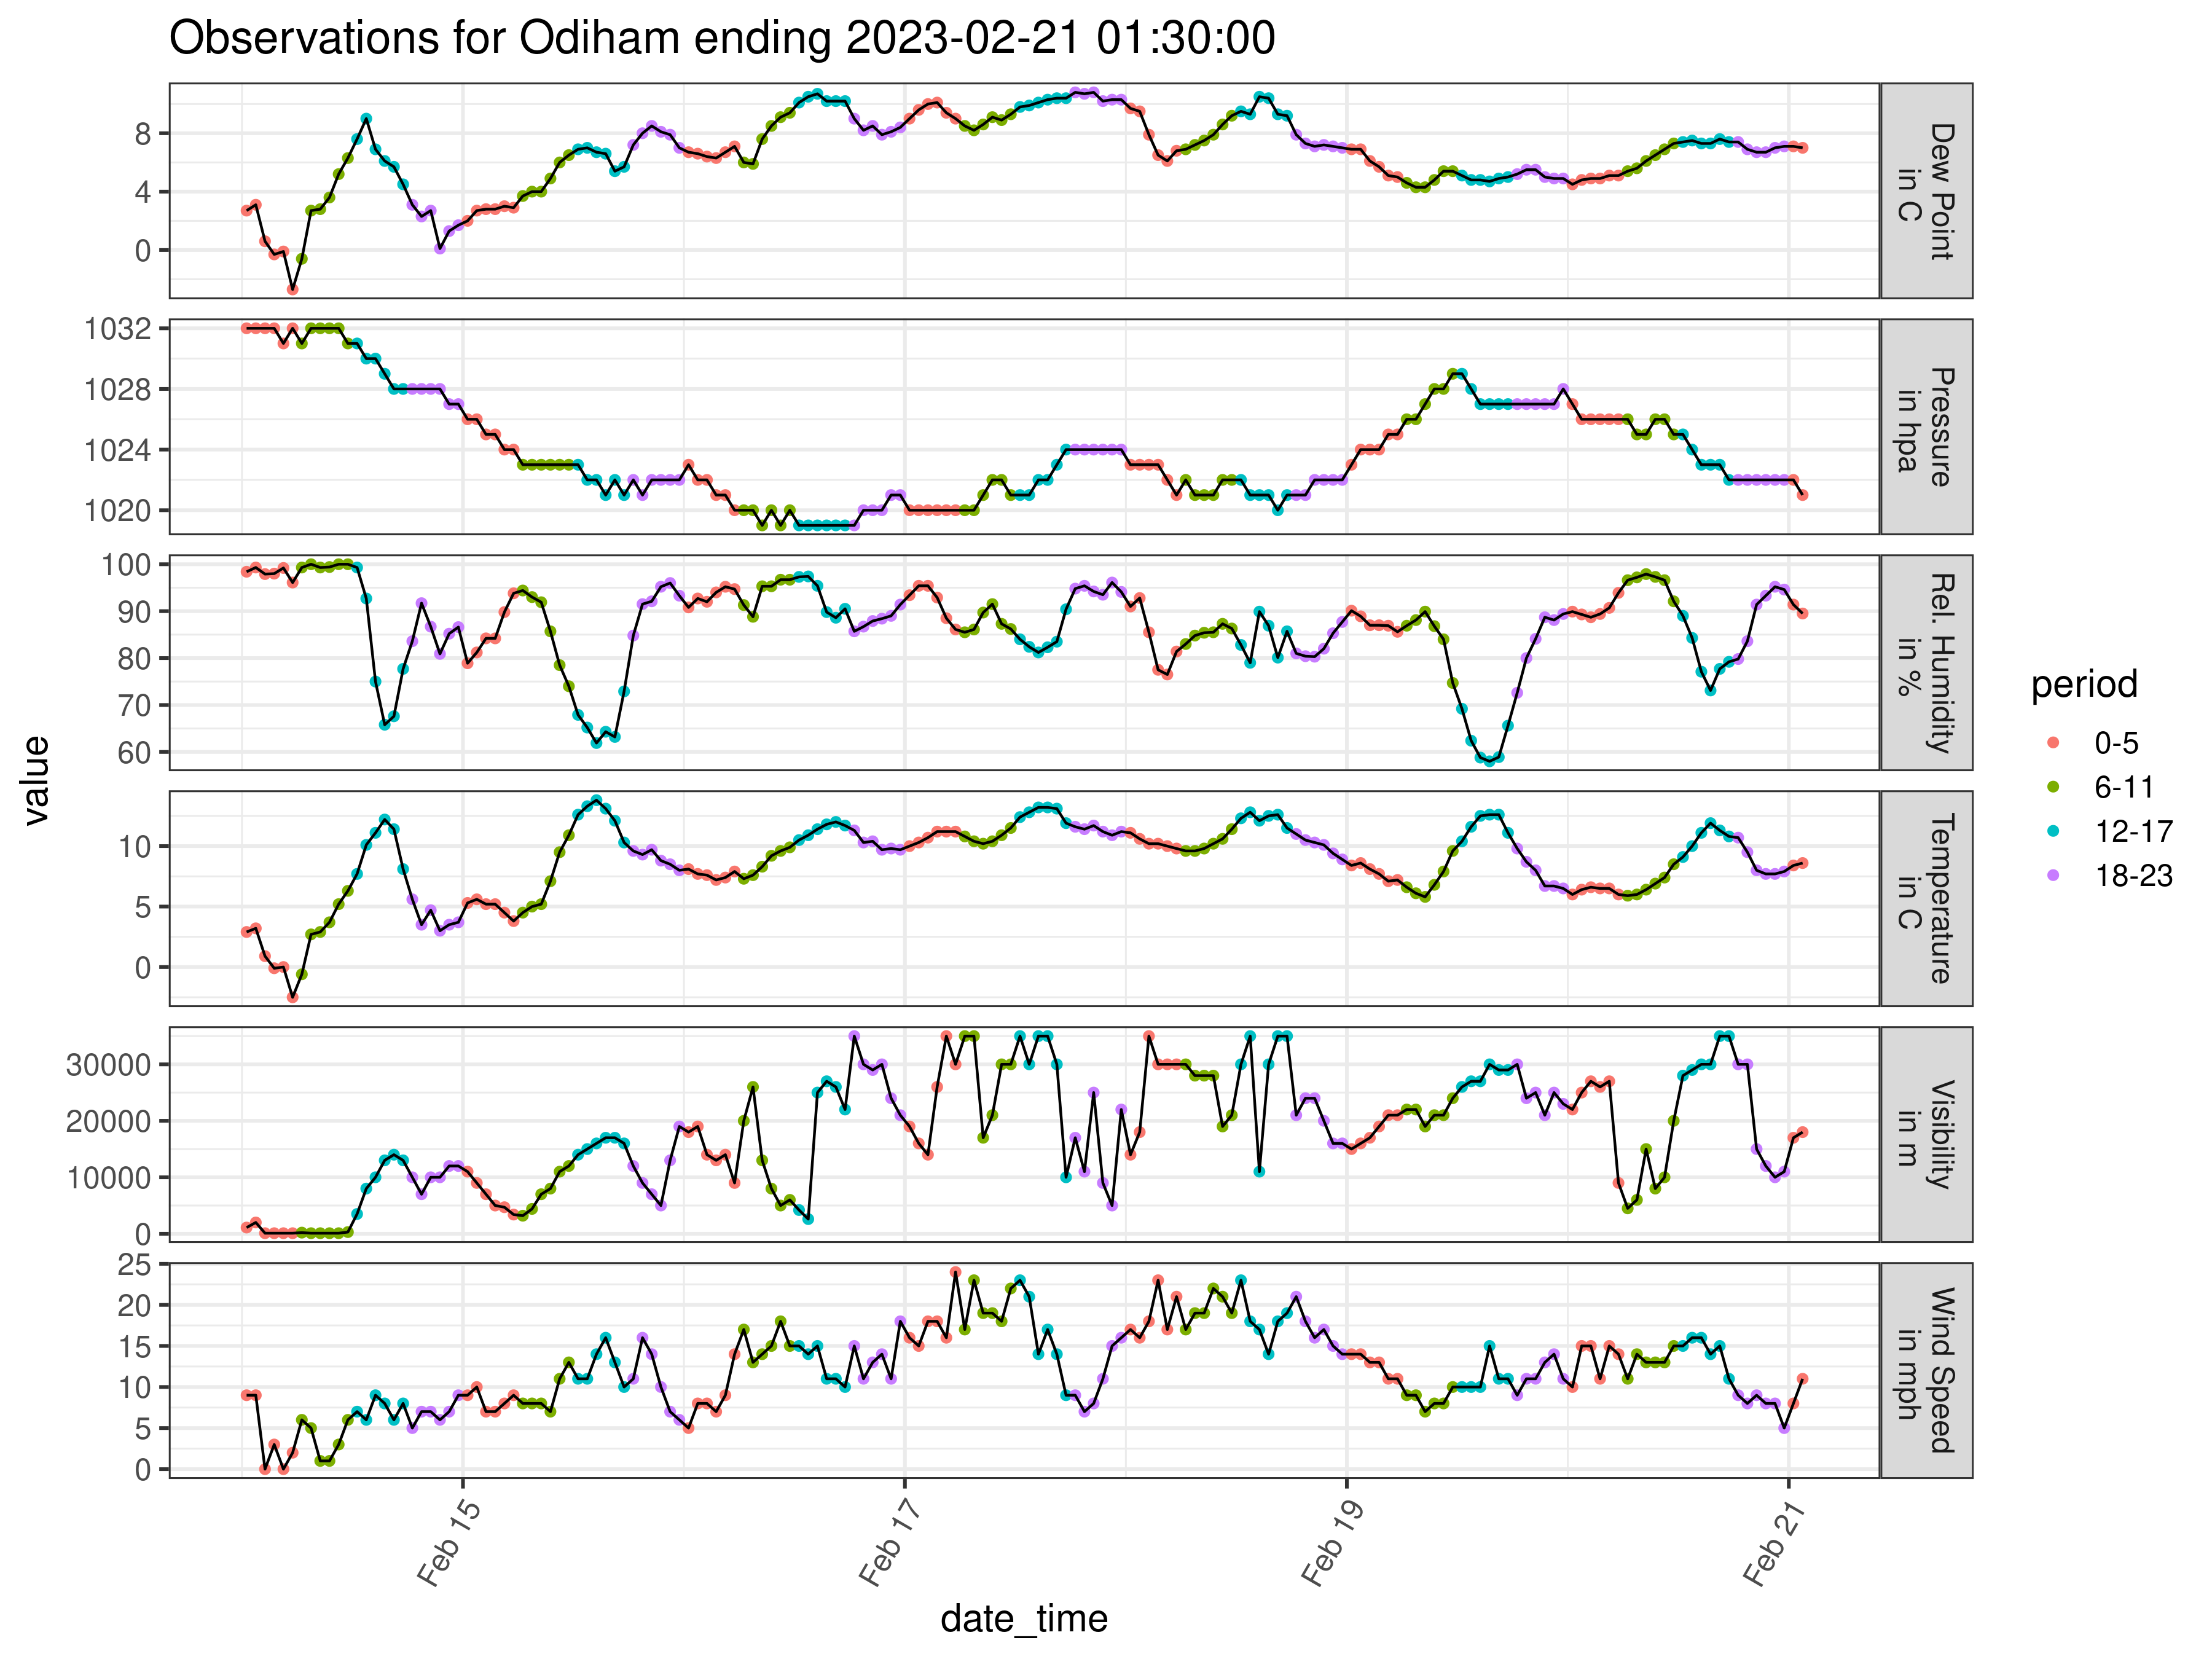 Observations for Odiham ending 2023-02-21 01:30:00
value
8
4
0
Dew Point
in C
1032
1028
1024
1020
Pressure
in hpa
100
90
80
70
60
Rel. Humidity
in %
10
5
0
Temperature
in C
30000
20000
10000
0
Visibility
in m
25
20
15
10
5
0
Wind Speed
in mph
Feb 15
Feb 17
Feb 19
Feb 21
date_time
period
0-5
6-11
12-17
18-23